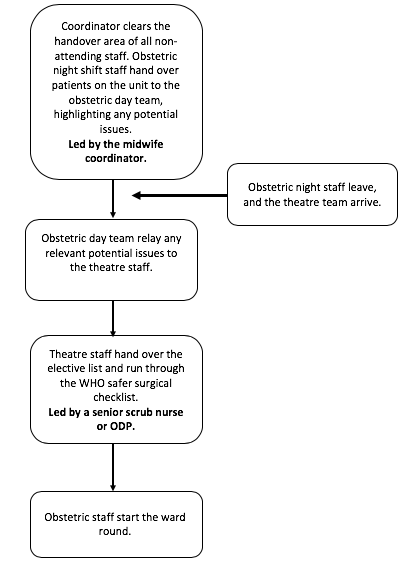 Coordinator clears the
handover area of all non-
attending staff. Obstetric
night shift staff hand over
patients on the unit to the
obstetric day team,
highlighting any potential
issues.
Led by the midwife
coordinator.
Obstetric night staff leave,
and the theatre team arrive.
Obstetric day team relay any
relevant potential issues to
the theatre staff.
Theatre staff hand over the
elective list and run through
the WHO safer surgical
checklist.
Led by a senior scrub nurse
or ODP.
Obstetric staff start the ward
round.